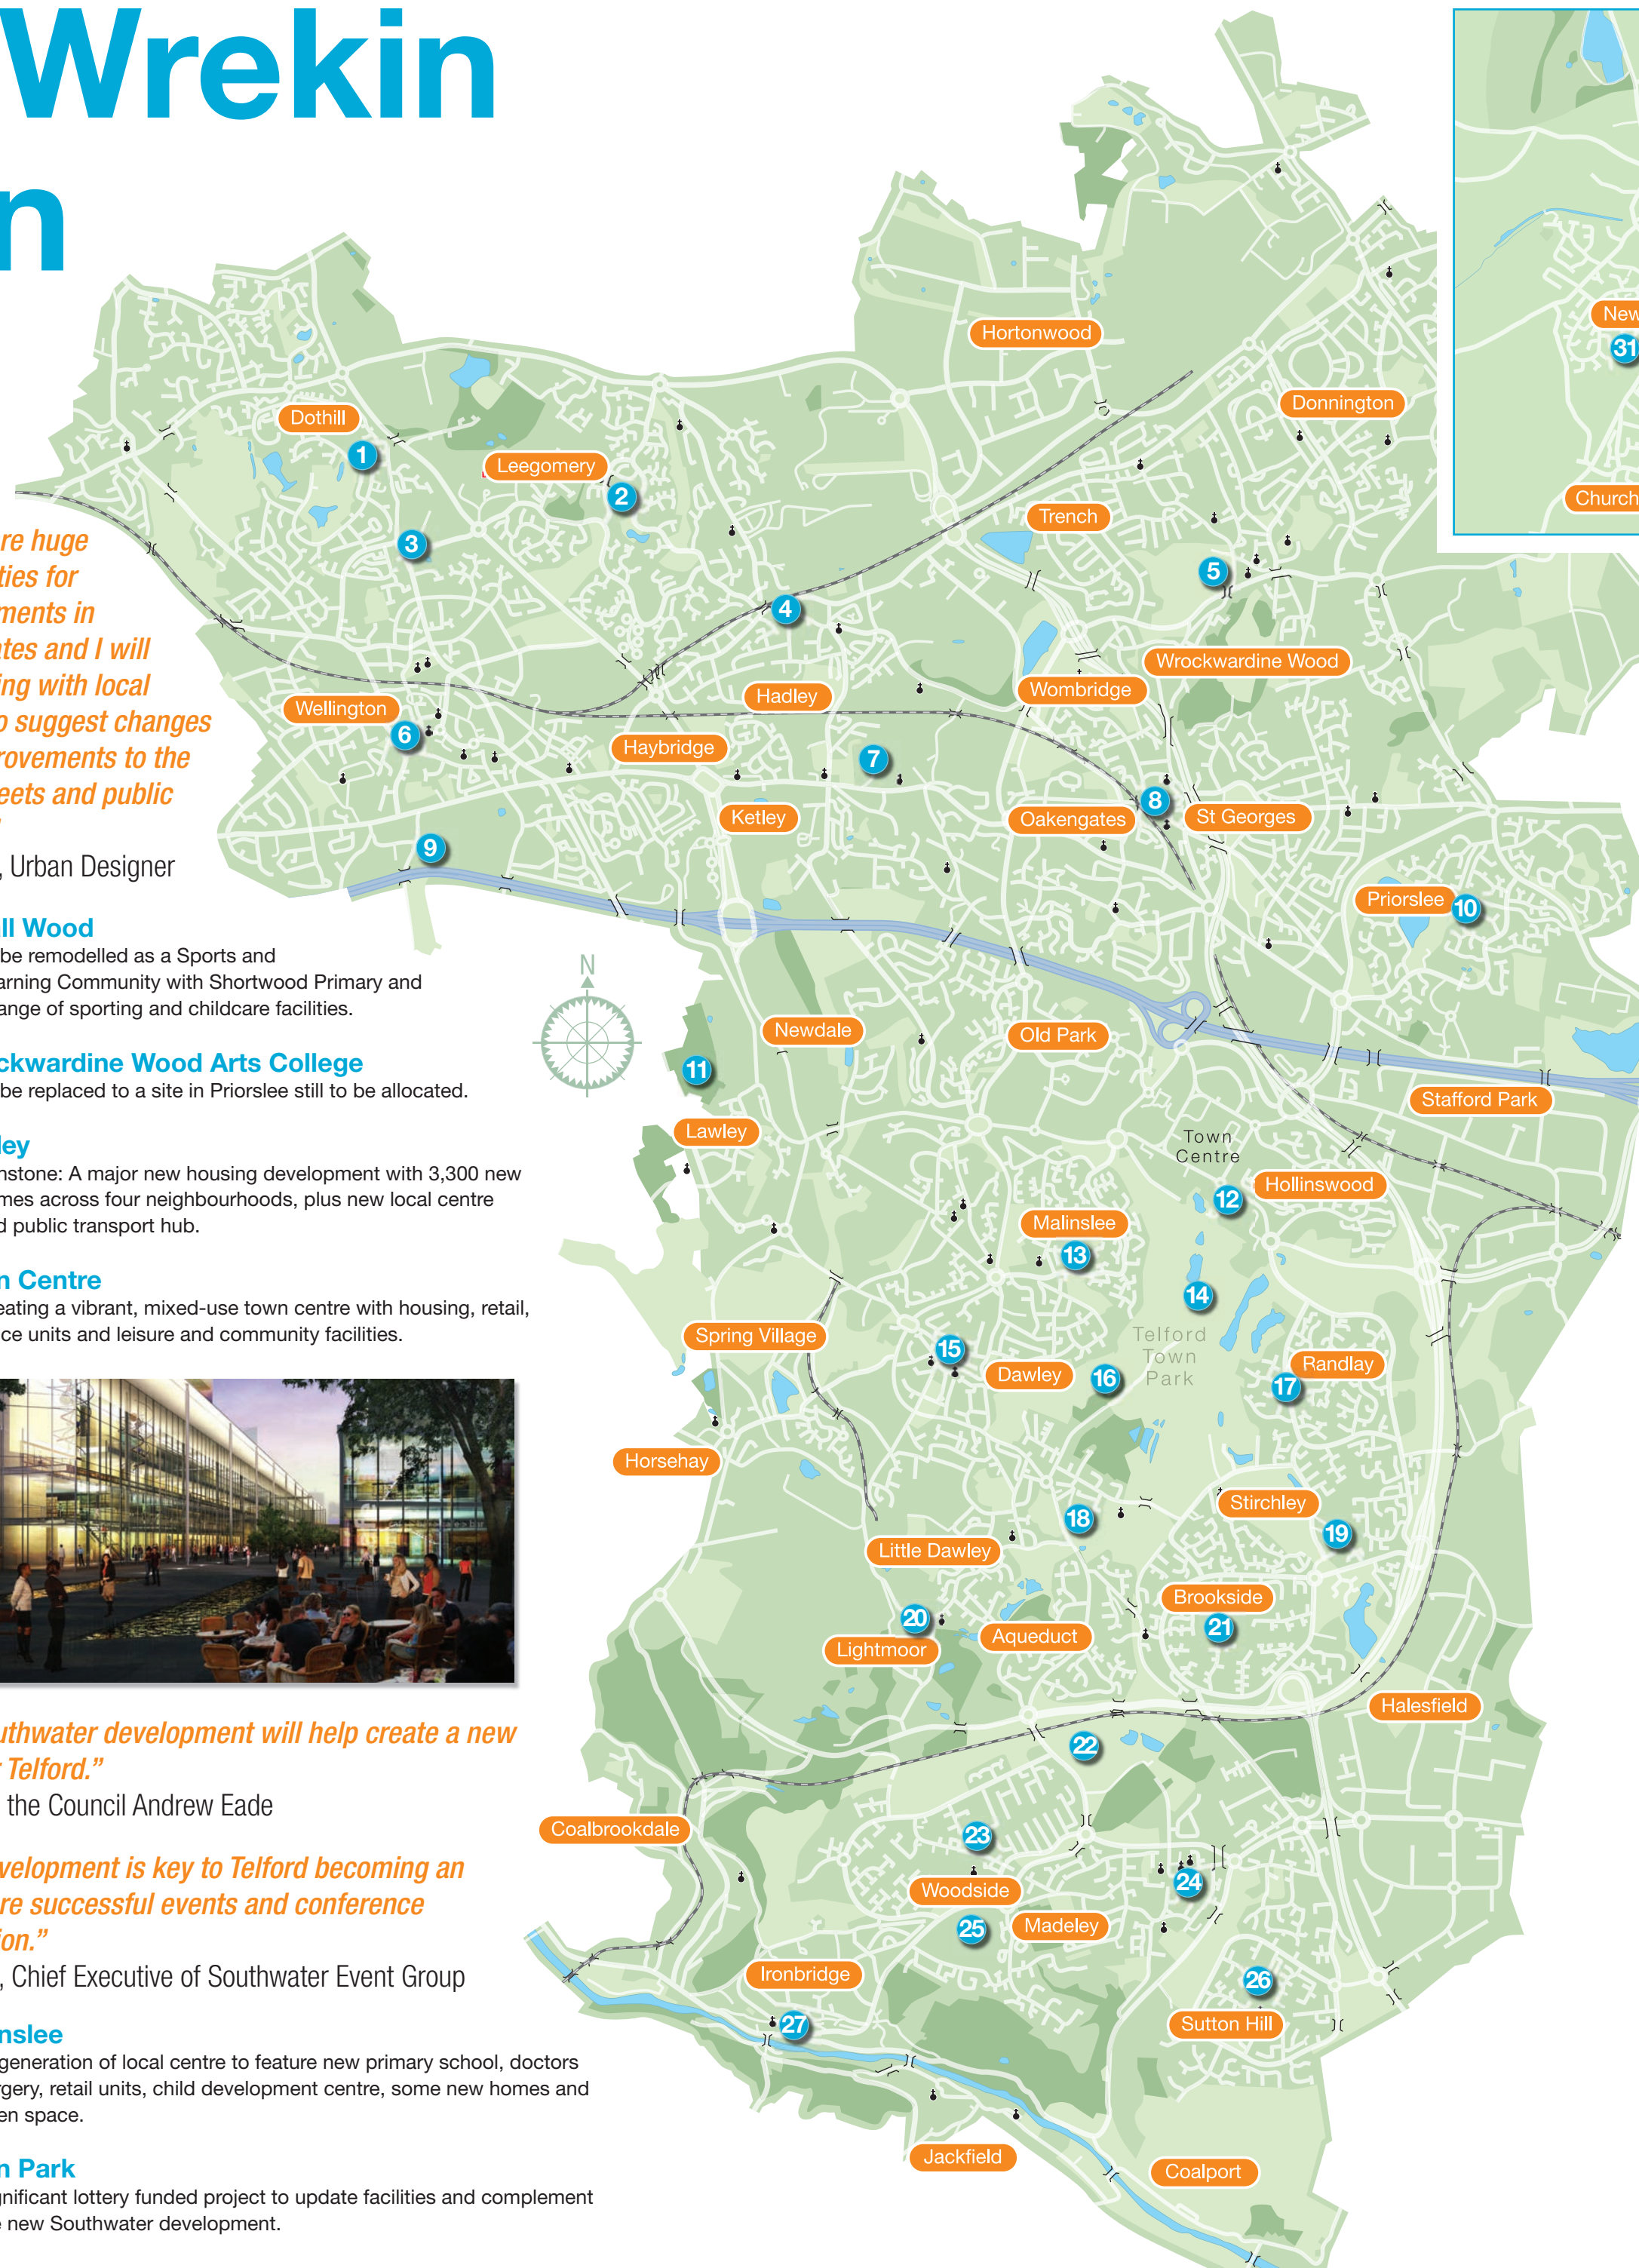 Wrekin
n
re huge
ties for
ments in
ates and I will
ing with local
o suggest changes
rovements to the
eets and public
, Urban Designer
ll Wood
be remodelled as a Sports and
arning Community with Shortwood Primary and
ange of sporting and childcare facilities.
ckwardine Wood Arts College
be replaced to a site in Priorslee still to be allocated.
ley
nstone: A major new housing development with 3,300 new
mes across four neighbourhoods, plus new local centre
d public transport hub.
n Centre
eating a vibrant, mixed-use town centre with housing, retail,
ice units and leisure and community facilities.
uthwater development will help create a new
r Telford.”
the Council Andrew Eade
velopment is key to Telford becoming an
re successful events and conference
ion.”
, Chief Executive of Southwater Event Group
nslee
generation of local centre to feature new primary school, doctors
rgery, retail units, child development centre, some new homes and
en space.
n Park
gnificant lottery funded project to update facilities and complement
e new Southwater development.
Hortonwood
Donnington
Dothill
1
Leegomery
2
Trench
3
5
4
Wrockwardine Wood
Wombridge
Hadley
Wellington
6
Haybridge
7
8
Ketley
Oakengates
St Georges
9
Priorslee
10
N
Newdale
Old Park
11
Stafford Park
Lawley
Town
Centre
Hollinswood
12
Malinslee
13
14
Spring Village
Telford
Town
Park
15
Dawley
16
Randlay
17
Horsehay
Stirchley
18
19
Little Dawley
Brookside
20
21
Aqueduct
Lightmoor
Halesfield
22
Coalbrookdale
23
24
Woodside
25
Madeley
Ironbridge
26
27
Sutton Hill
Jackfield
Coalport
New
31
Church